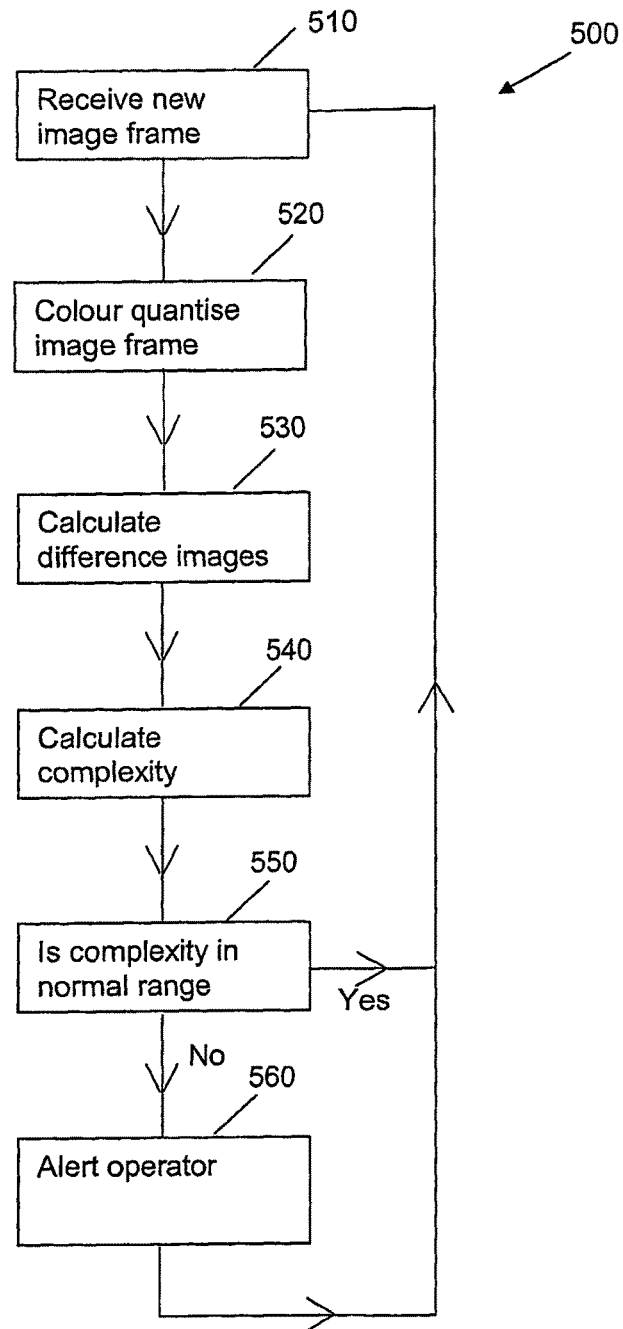 510
500
Receive new
image frame
520
Colour quantise
image frame
530
Calculate
difference images
540
Calculate
complexity
550
Is complexity in
normal range
Yes
No
560
Alert operator